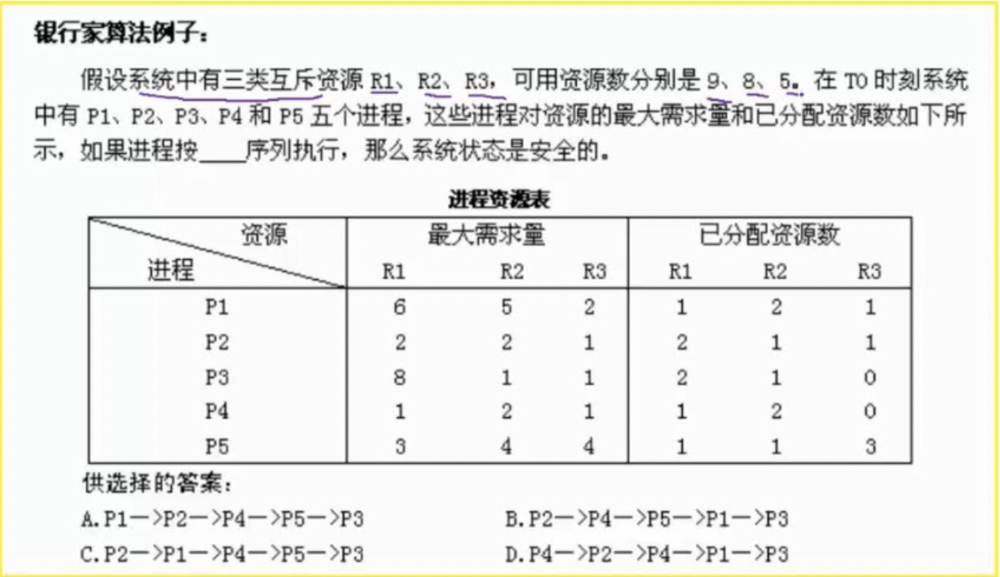 银行家算法例子：
假设系统中有三类互斥资源 R1、R2、R3，可用资源数分别是 9、8、5。在 T0 时刻系统
中有 P1、P2、P3、P4 和 P5 五个进程，这些进程对资源的最大需求量和已分配资源数如下所
示，如果进程按____序列执行，那么系统状态是安全的。
进程资源表
资源 最大需求量 已分配资源数
进程 R1 R2 R3 R1 R2 R3
P1 6 5 2 1 2 1
P2 2 2 1 2 1 1
P3 8 1 1 2 1 0
P4 1 2 1 1 2 0
P5 3 4 4 1 1 3
供选择的答案：
A.P1—>P2—>P4—>P5—>P3 B.P2—>P4—>P5—>P1—>P3
C.P2—>P1—>P4—>P5—>P3 D.P4—>P2—>P4—>P1—>P3